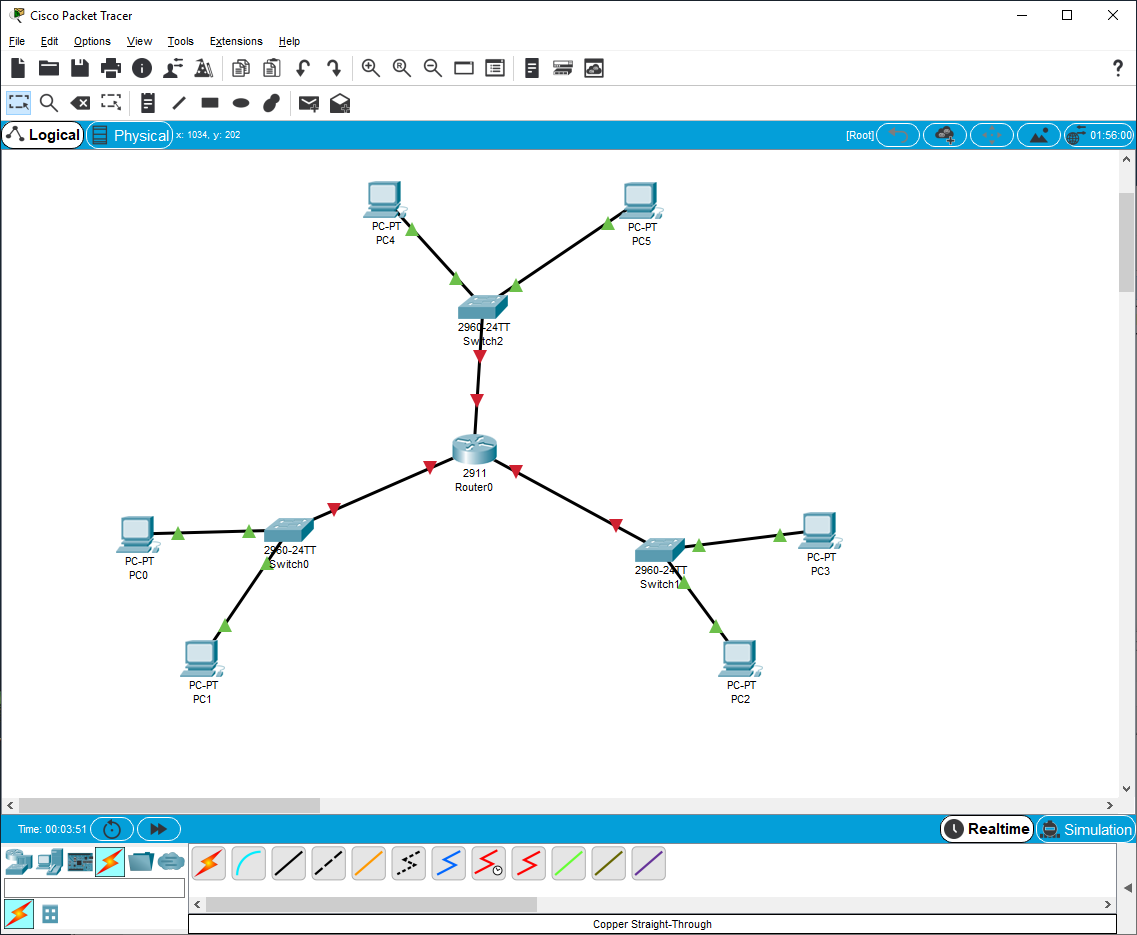 Cisco Packet Tracer
File Edit Options View Tools Extensions Help
Logical Physical x: 1034, y: 202 [Root] 01:56:00
PC-PT
PC4
PC-PT
PC5
2960-24TT
Switch2
2911
Router0
PC-PT
PC0
2960-24TT
Switch0
2960-24TT
Switch1
PC-PT
PC3
PC-PT
PC1
PC-PT
PC2
Time: 00:03:51 Realtime Simulation
Copper Straight-Through